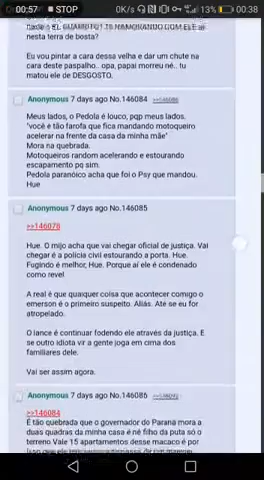 00:57 STOP 0K/s 13% 00:38
nesta terra de bosta?
Eu vou pintar a cara dessa velha e dar um chute na
cara deste paspalho.. opa, papai morreu né.. tu
matou ele de DESGOSTO.
Anonymous 7 days ago No.146084 >>146086
Meus lados, o Pedola é louco, pqp meus lados.
"você é tão farofa que fica mandando motoqueiro
acelerar na frente da casa da minha mãe"
Mora na quebrada.
Motoqueiros random acelerando e estourando
escapamento pq sim.
Pedola paranóico acha que foi o Psy que mandou.
Hue
Anonymous 7 days ago No.146085
>>146078
Hue. O mijo acha que vai chegar oficial de justiça. Vai
chegar é a polícia civil estourando a porta. Hue.
Fugindo é melhor, Hue. Porque aí ele é condenado
como revel
A real é que quaiquer coisa que acontecer comigo o
emerson é o primeiro suspeito. Aliás. Até se eu for
atropelado.
O lance é continuar fodendo ele através da justiça. E
se outro idiota vir a gente joga em cima dos
familiares dele.
Vai ser assim agora.
Anonymous 7 days ago No.146086
>>146084
É tão quebrada que o governador do Paraná mora a
duas quadras da minha casa é né filho da puta só o
terreno Vale 15 apartamentos desse macaco é por